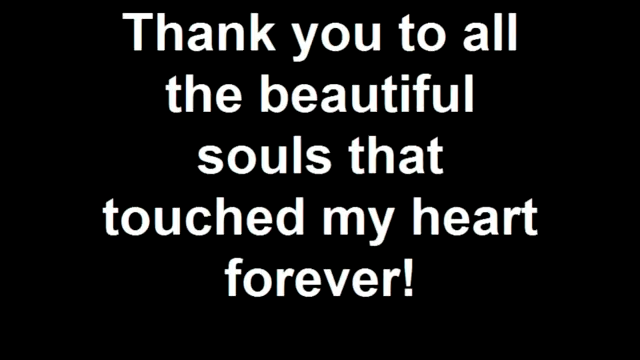 Thank you to all
the beautiful
souls that
touched my heart
forever!